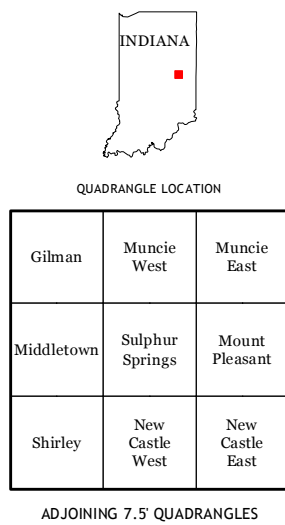 INDIANA
QUADRANGLE LOCATION
Gilman
Muncie
West
Muncie
East
Middletown
Sulphur
Springs
Mount
Pleasant
Shirley
New
Castle
West
New
Castle
East
ADJOINING 7.5' QUADRANGLES